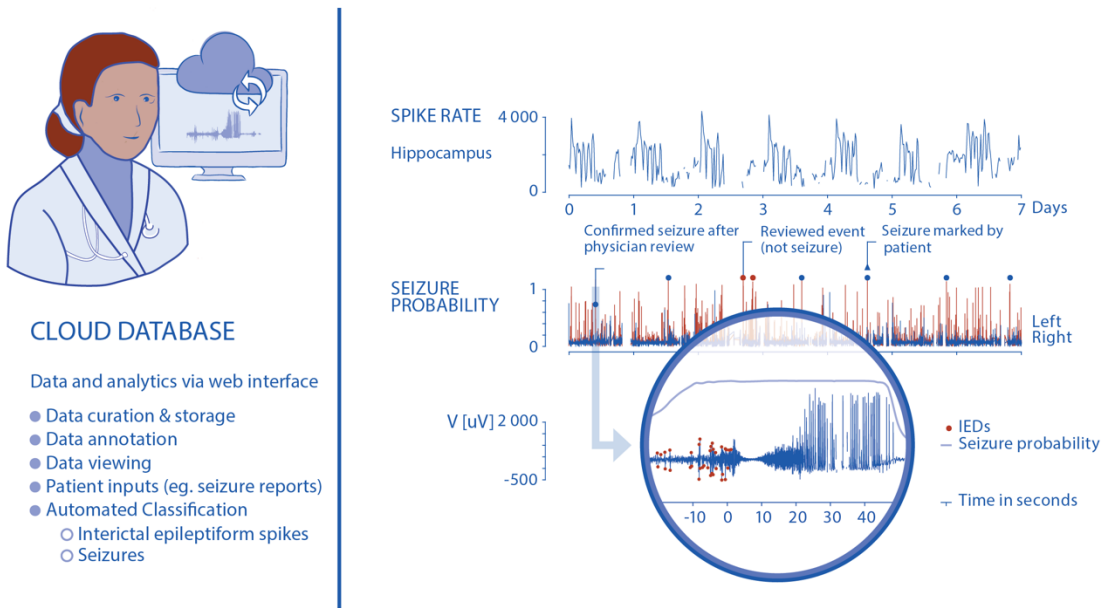 CLOUD DATABASE
Data and analytics via web interface
Data curation & storage
Data annotation
Data viewing
Patient inputs (eg. seizure reports)
Automated Classification
Interictal epileptiform spikes
Seizures
SPIKE RATE
Hippocampus
4 000
2 000
0
0 1 2 3 4 5 6 7 Days
Confirmed seizure after
physician review
Reviewed event
(not seizure)
Seizure marked by
patient
SEIZURE
PROBABILITY
1
0
Left
Right
V [uV] 2 000
-500
IEDs
Seizure probability
Time in seconds
-10 0 10 20 30 40